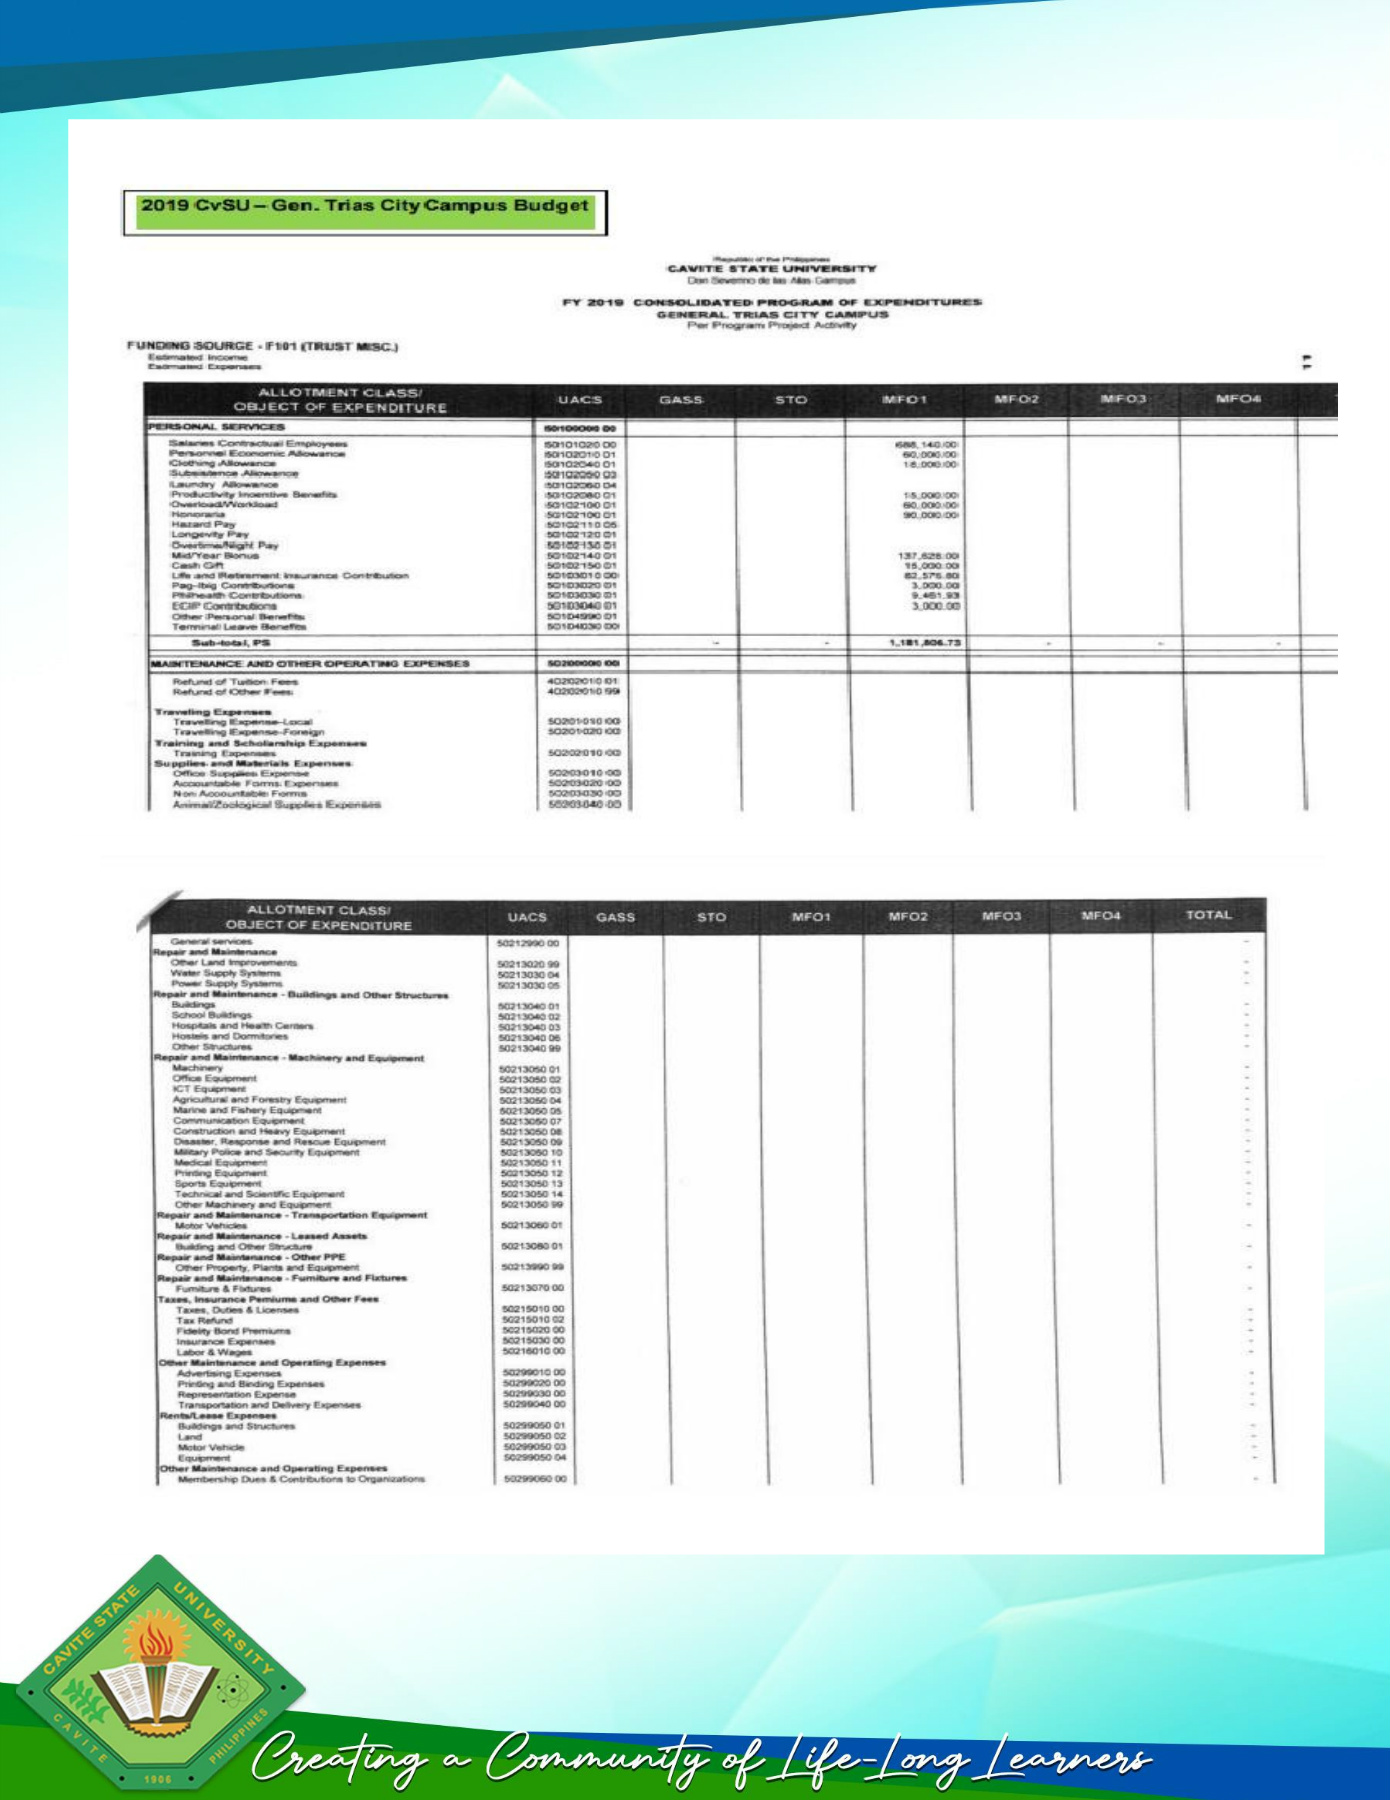 2019 CvSU – Gen. Trias City Campus Budget
Republic of the Philippines
CAVITE STATE UNIVERSITY
Don Severino de las Alas Campus
FY 2019 CONSOLIDATED PROGRAM OF EXPENDITURES
GENERAL TRIAS CITY CAMPUS
Per Program Project Activity
FUNDING SOURCE - F101 (TRUST MISC.)
Estimated Income
Estimated Expenses
ALLOTMENT CLASS/ OBJECT OF EXPENDITURE UACS GASS STO MFO1 MFO2 MFO3 MFO4
PERSONAL SERVICES 50100000 00
Salaries Contractual Employees 50101020 00 688,140.00
Personnel Economic Allowance 50102010 01 60,000.00
Clothing Allowance 50102040 01
Subsistence Allowance 50102050 03
Laundry Allowance 50102060 04
Productivity Incentive Benefits 50102080 01 15,000.00
Overload/Workload 50102100 01 60,000.00
Honoraria 50102100 01 90,000.00
Hazard Pay 50102110 05
Longevity Pay 50102120 01
Overtime/Night Pay 50102130 01
Mid/Year Bonus 50102140 01 137,628.00
Cash Gift 50102150 01 15,000.00
Life and Retirement Insurance Contribution 50103010 00 82,576.80
Pag-Ibig Contributions 50103020 01 3,000.00
Philhealth Contributions 50103030 01 9,461.93
ECIP Contributions 50103040 01 3,000.00
Other Personal Benefits 50104990 01
Terminal Leave Benefits 50104030 00
Sub-total, PS - - 1,181,806.73 - - -
MAINTENANCE AND OTHER OPERATING EXPENSES 50200000 00
Refund of Tuition Fees 40202010 01
Refund of Other Fees 40202010 99
Traveling Expenses
Travelling Expense-Local 50201010 00
Travelling Expense-Foreign 50201020 00
Training and Scholarship Expenses
Training Expenses 50202010 00
Supplies and Materials Expenses
Office Supplies Expense 50203010 00
Accountable Forms Expenses 50203020 00
Non Accountable Forms 50203030 00
Animal/Zoological Supplies Expenses 50203040 00
ALLOTMENT CLASS/ OBJECT OF EXPENDITURE UACS GASS STO MFO1 MFO2 MFO3 MFO4 TOTAL
General services 50212990 00 -
Repair and Maintenance
Other Land Improvements 50213020 99 -
Water Supply Systems 50213030 04 -
Power Supply Systems 50213030 05 -
Repair and Maintenance - Buildings and Other Structures
Buildings 50213040 01 -
School Buildings 50213040 02 -
Hospitals and Health Centers 50213040 03 -
Hostels and Dormitories 50213040 06 -
Other Structures 50213040 99 -
Repair and Maintenance - Machinery and Equipment
Machinery 50213050 01 -
Office Equipment 50213050 02 -
ICT Equipment 50213050 03 -
Agricultural and Forestry Equipment 50213050 04 -
Marine and Fishery Equipment 50213050 05 -
Communication Equipment 50213050 07 -
Construction and Heavy Equipment 50213050 08 -
Disaster, Response and Rescue Equipment 50213050 09 -
Military Police and Security Equipment 50213050 10 -
Medical Equipment 50213050 11 -
Printing Equipment 50213050 12 -
Sports Equipment 50213050 13 -
Technical and Scientific Equipment 50213050 14 -
Other Machinery and Equipment 50213050 99 -
Repair and Maintenance - Transportation Equipment
Motor Vehicles 50213060 01 -
Repair and Maintenance - Leased Assets
Building and Other Structure 50213080 01 -
Repair and Maintenance - Other PPE
Other Property, Plants and Equipment 50213990 99 -
Repair and Maintenance - Furniture and Fixtures
Furniture & Fixtures 50213070 00 -
Taxes, Insurance Pemiums and Other Fees
Taxes, Duties & Licenses 50215010 00 -
Tax Refund 50215010 02 -
Fidelity Bond Premiums 50215020 00 -
Insurance Expenses 50215030 00 -
Labor & Wages 50216010 00 -
Other Maintenance and Operating Expenses
Advertising Expenses 50299010 00 -
Printing and Binding Expenses 50299020 00 -
Representation Expense 50299030 00 -
Transportation and Delivery Expenses 50299040 00 -
Rents/Lease Expenses
Buildings and Structures 50299050 01 -
Land 50299050 02 -
Motor Vehicle 50299050 03 -
Equipment 50299050 04 -
Other Maintenance and Operating Expenses
Membership Dues & Contributions to Organizations 50299060 00 -
CAVITE STATE UNIVERSITY
CAVITE PHILIPPINES
1906
Creating a Community of Life-Long Learners